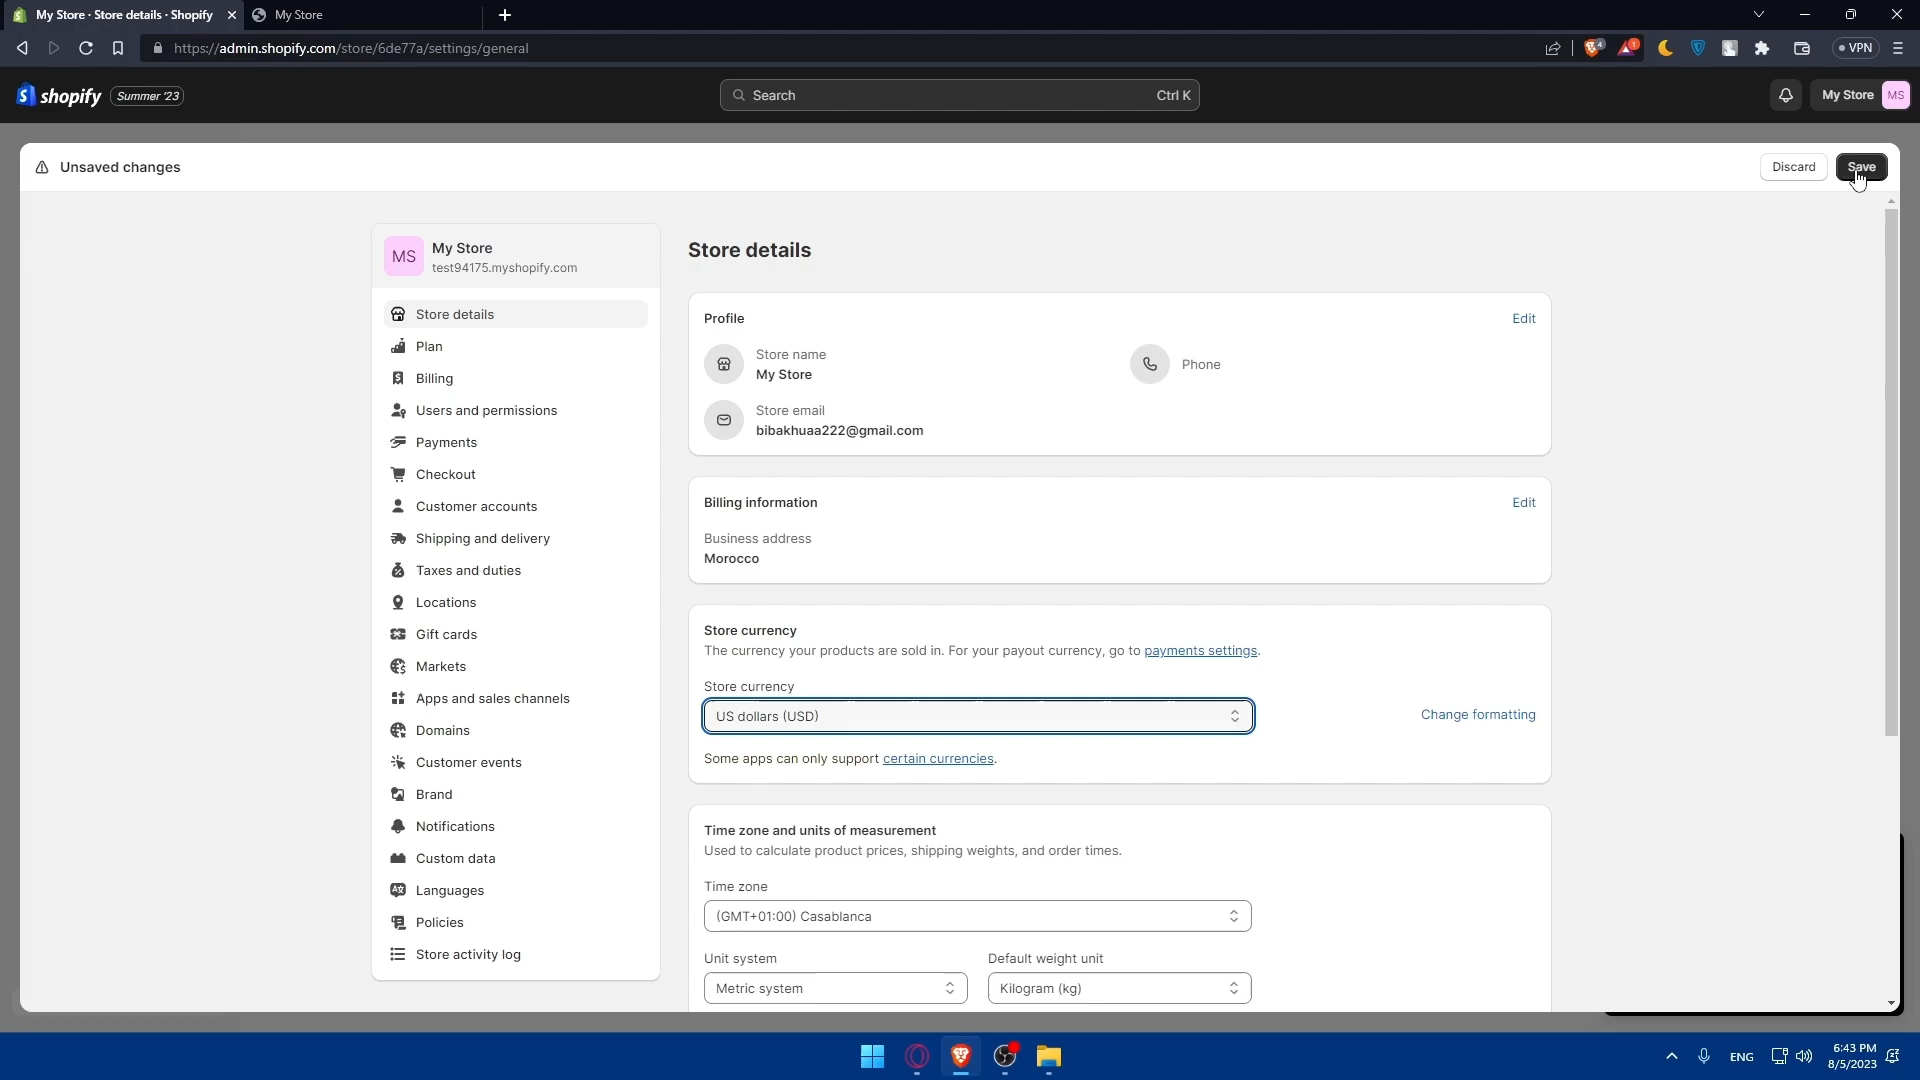 My Store · Store details · Shopify
My Store
https://admin.shopify.com/store/6de77a/settings/general
4
1
VPN
shopify
Summer '23
Search
Ctrl K
My Store
MS
Unsaved changes
Discard
Save
MS
My Store
test94175.myshopify.com
Store details
Plan
Billing
Users and permissions
Payments
Checkout
Customer accounts
Shipping and delivery
Taxes and duties
Locations
Gift cards
Markets
Apps and sales channels
Domains
Customer events
Brand
Notifications
Custom data
Languages
Policies
Store activity log
Store details
Profile
Edit
Store name
My Store
Phone
Store email
bibakhuaa222@gmail.com
Billing information
Edit
Business address
Morocco
Store currency
The currency your products are sold in. For your payout currency, go to payments settings.
Store currency
US dollars (USD)
Change formatting
Some apps can only support certain currencies.
Time zone and units of measurement
Used to calculate product prices, shipping weights, and order times.
Time zone
(GMT+01:00) Casablanca
Unit system
Default weight unit
Metric system
Kilogram (kg)
ENG
6:43 PM
8/5/2023